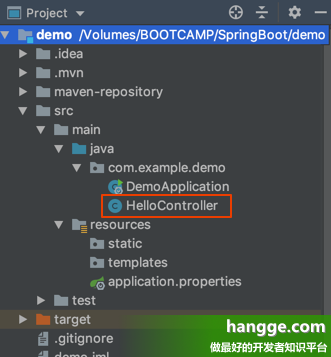 Project
demo /Volumes/BOOTCAMP/SpringBoot/demo
.idea
.mvn
maven-repository
src
main
java
com.example.demo
DemoApplication
HelloController
resources
static
templates
application.properties
test
target
.gitignore
demo.iml
hangge.com
做最好的开发者知识平台